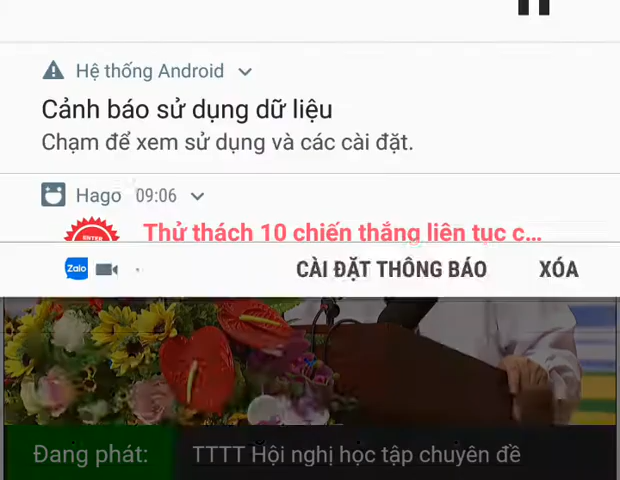 Hệ thống Android
Cảnh báo sử dụng dữ liệu
Chạm để xem sử dụng và các cài đặt.
Hago 09:06
Thử thách 10 chiến thắng liên tục c...
Zalo
CÀI ĐẶT THÔNG BÁO XÓA
Đang phát: TTTT Hội nghị học tập chuyên đề